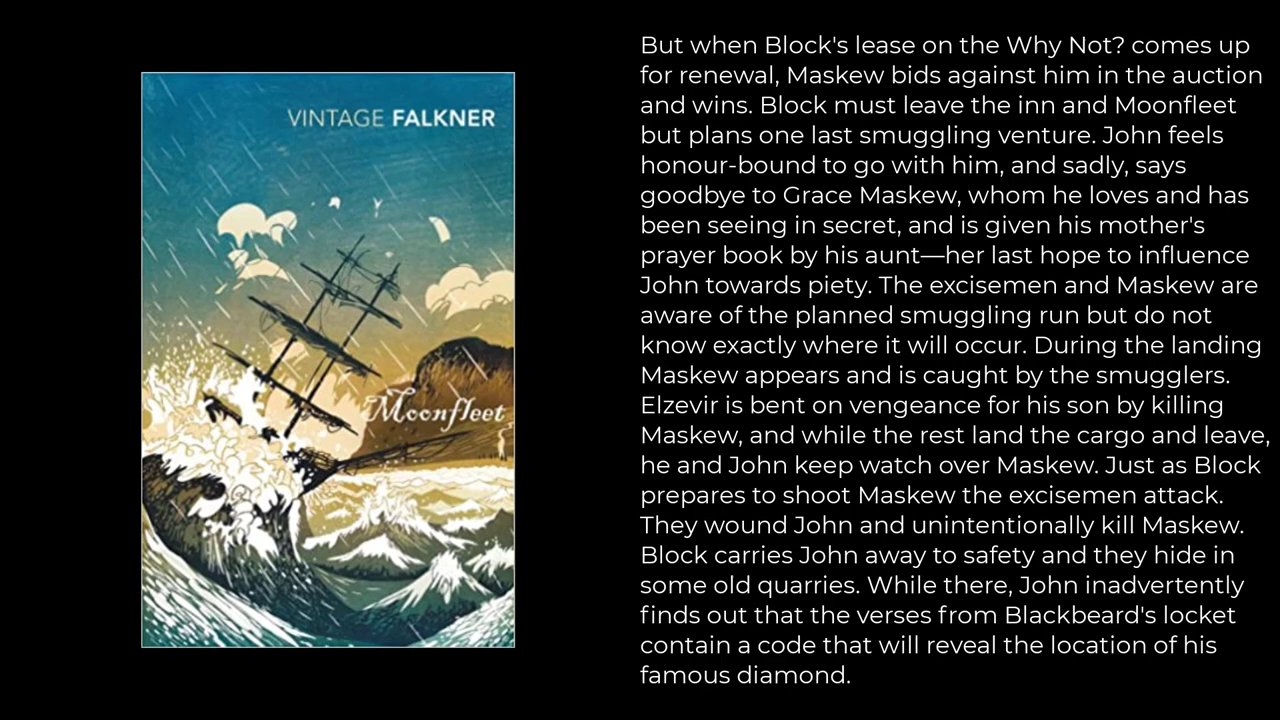 VINTAGE FALKNER
Moonfleet
But when Block's lease on the Why Not? comes up
for renewal, Maskew bids against him in the auction
and wins. Block must leave the inn and Moonfleet
but plans one last smuggling venture. John feels
honour-bound to go with him, and sadly, says
goodbye to Grace Maskew, whom he loves and has
been seeing in secret, and is given his mother's
prayer book by his aunt—her last hope to influence
John towards piety. The excisemen and Maskew are
aware of the planned smuggling run but do not
know exactly where it will occur. During the landing
Maskew appears and is caught by the smugglers.
Elzevir is bent on vengeance for his son by killing
Maskew, and while the rest land the cargo and leave,
he and John keep watch over Maskew. Just as Block
prepares to shoot Maskew the excisemen attack.
They wound John and unintentionally kill Maskew.
Block carries John away to safety and they hide in
some old quarries. While there, John inadvertently
finds out that the verses from Blackbeard's locket
contain a code that will reveal the location of his
famous diamond.